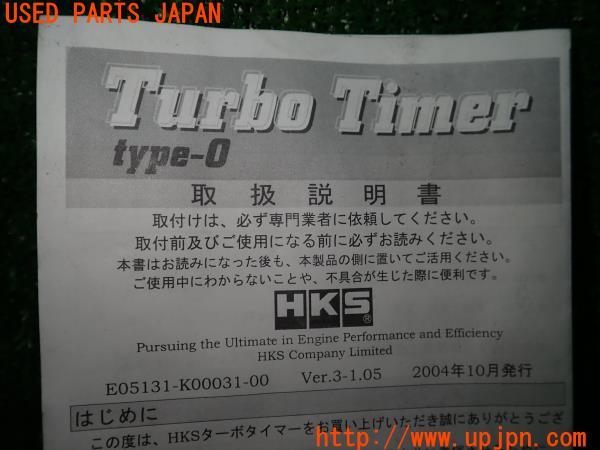 USED PARTS JAPAN
Turbo Timer
type-0
取扱説明書
取付けは、必ず専門業者に依頼してください。
取付前及びご使用になる前に必ずお読みください。
本書はお読みになった後も、本製品の側に置いてご活用ください。
ご使用中にわからないことや、不具合が生じた際に便利です。
HKS®
Pursuing the Ultimate in Engine Performance and Efficiency
HKS Company Limited
E05131-K00031-00 Ver.3-1.05 2004年10月発行
はじめに
この度は、HKSターボタイマーをお買い上げいただき誠にありがとうござ
http://www.upjpn.com/